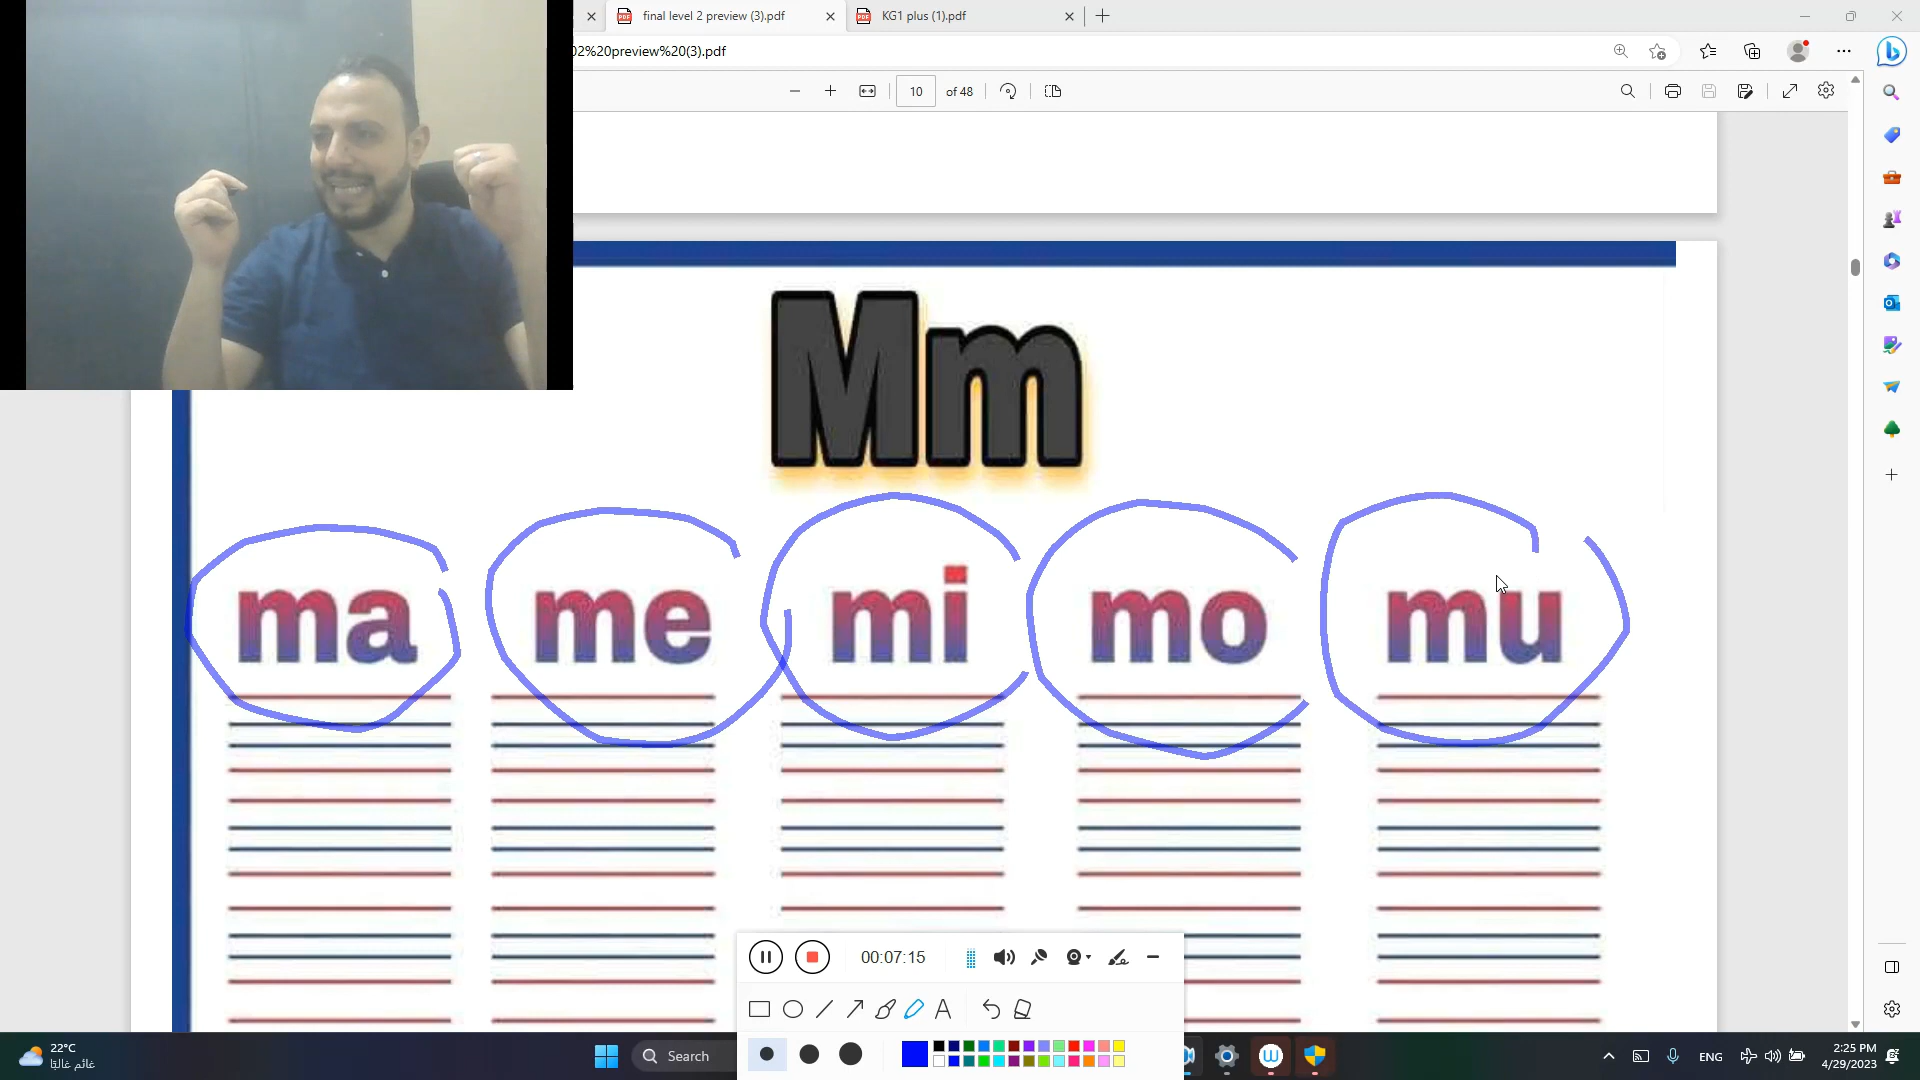 final level 2 preview (3).pdf
KG1 plus (1).pdf
02%20preview%20(3).pdf
10 of 48
Mm
ma me mi mo mu
00:07:15
A
22°C
غائم غالبًا
Search
ENG
2:25 PM
4/29/2023